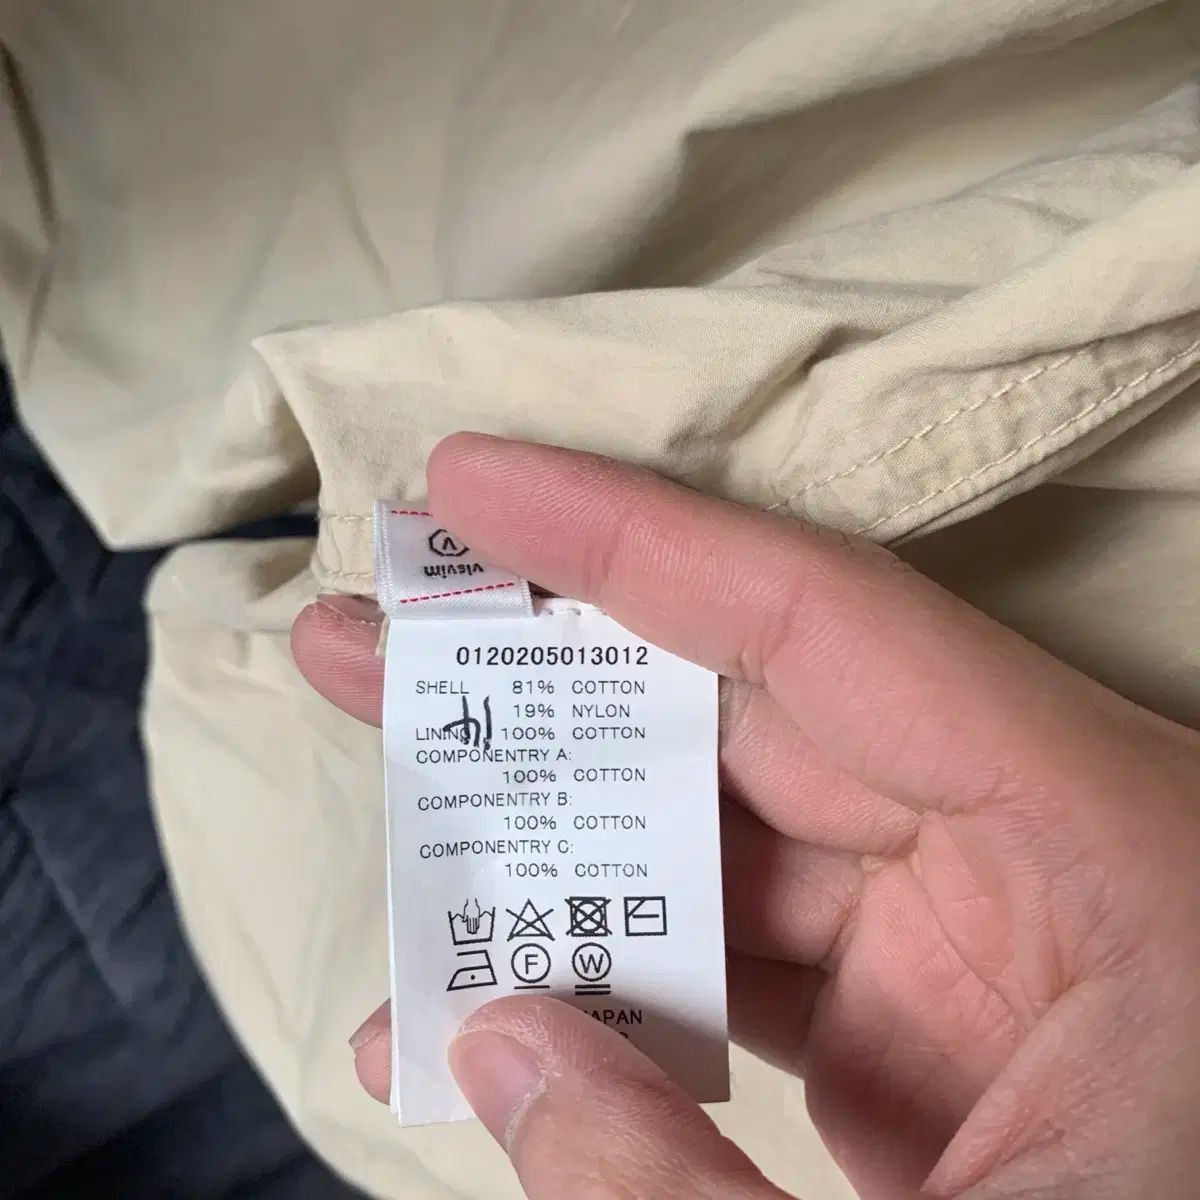 visvim
0120205013012
SHELL 81% COTTON
19% NYLON
LINING 100% COTTON
COMPONENTRY A:
100% COTTON
COMPONENTRY B:
100% COTTON
COMPONENTRY C:
100% COTTON
F W
JAPAN